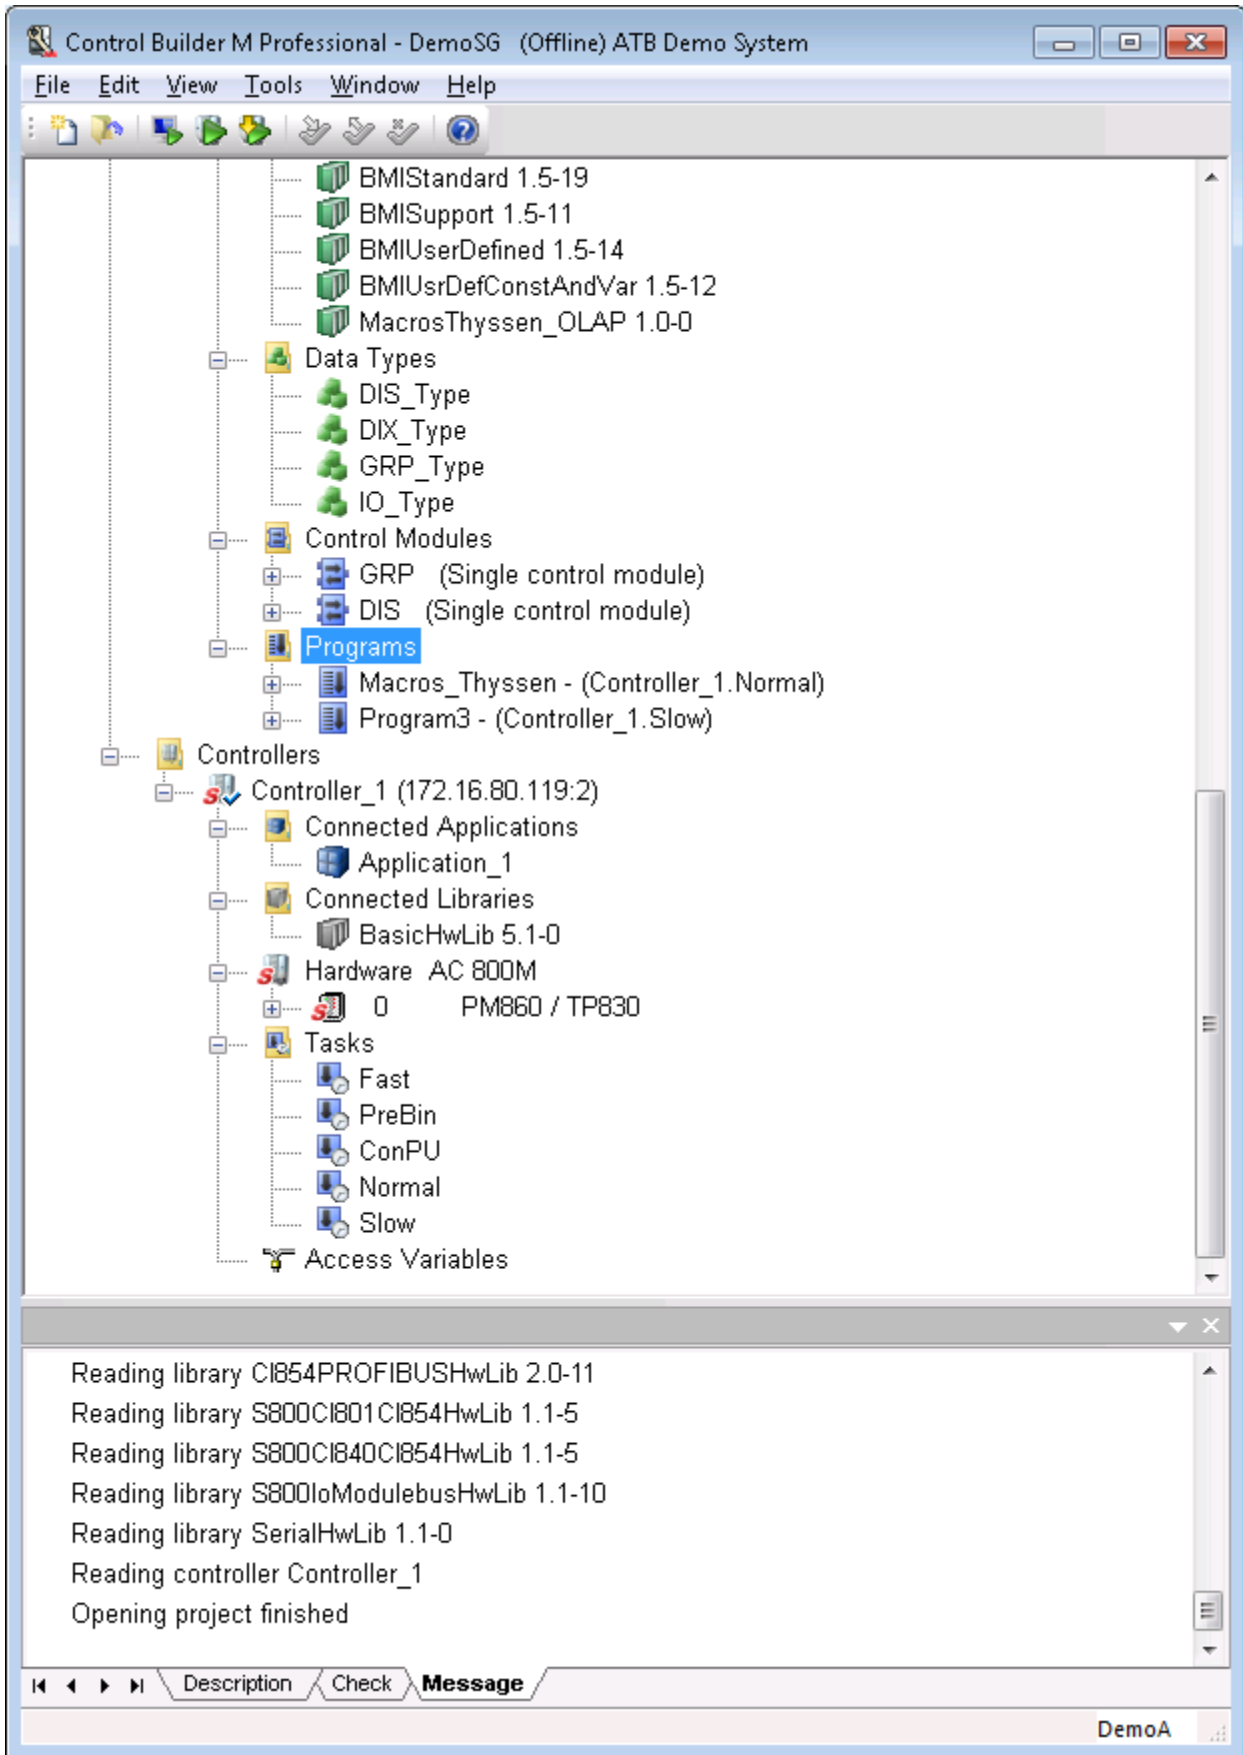 Control Builder M Professional - DemoSG (Offline) ATB Demo System
File Edit View Tools Window Help
BMIStandard 1.5-19
BMISupport 1.5-11
BMIUserDefined 1.5-14
BMIUsrDefConstAndVar 1.5-12
MacrosThyssen_OLAP 1.0-0
Data Types
DIS_Type
DIX_Type
GRP_Type
IO_Type
Control Modules
GRP (Single control module)
DIS (Single control module)
Programs
Macros_Thyssen - (Controller_1.Normal)
Program3 - (Controller_1.Slow)
Controllers
Controller_1 (172.16.80.119:2)
Connected Applications
Application_1
Connected Libraries
BasicHwLib 5.1-0
Hardware AC 800M
0 PM860 / TP830
Tasks
Fast
PreBin
ConPU
Normal
Slow
Access Variables
Reading library CI854PROFIBUSHwLib 2.0-11
Reading library S800CI801CI854HwLib 1.1-5
Reading library S800CI840CI854HwLib 1.1-5
Reading library S800IoModulebusHwLib 1.1-10
Reading library SerialHwLib 1.1-0
Reading controller Controller_1
Opening project finished
Description Check Message
DemoA